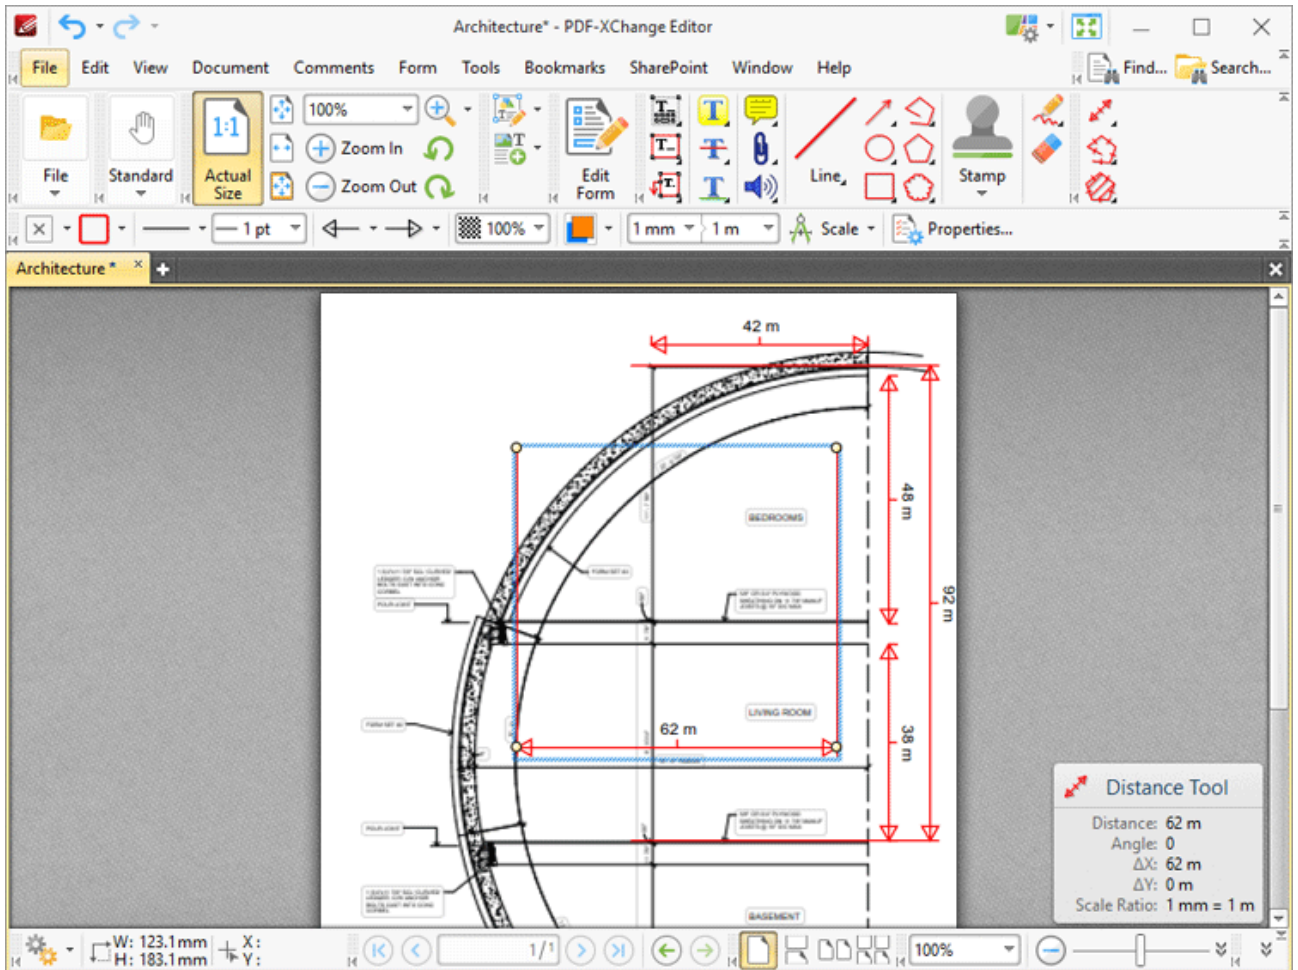 Architecture* - PDF-XChange Editor
File Edit View Document Comments Form Tools Bookmarks SharePoint Window Help Find... Search...
100%
1:1
Zoom In
File Standard Actual Size Zoom Out Edit Form Line Stamp
1 pt 100% 1 mm 1 m Scale Properties...
Architecture *
42 m
48 m
BEDROOMS
92 m
LIVING ROOM
62 m
38 m
BASEMENT
Distance Tool
Distance: 62 m
Angle: 0
ΔX: 62 m
ΔY: 0 m
Scale Ratio: 1 mm = 1 m
W: 123.1mm X:
H: 183.1mm Y:
1/1
100%